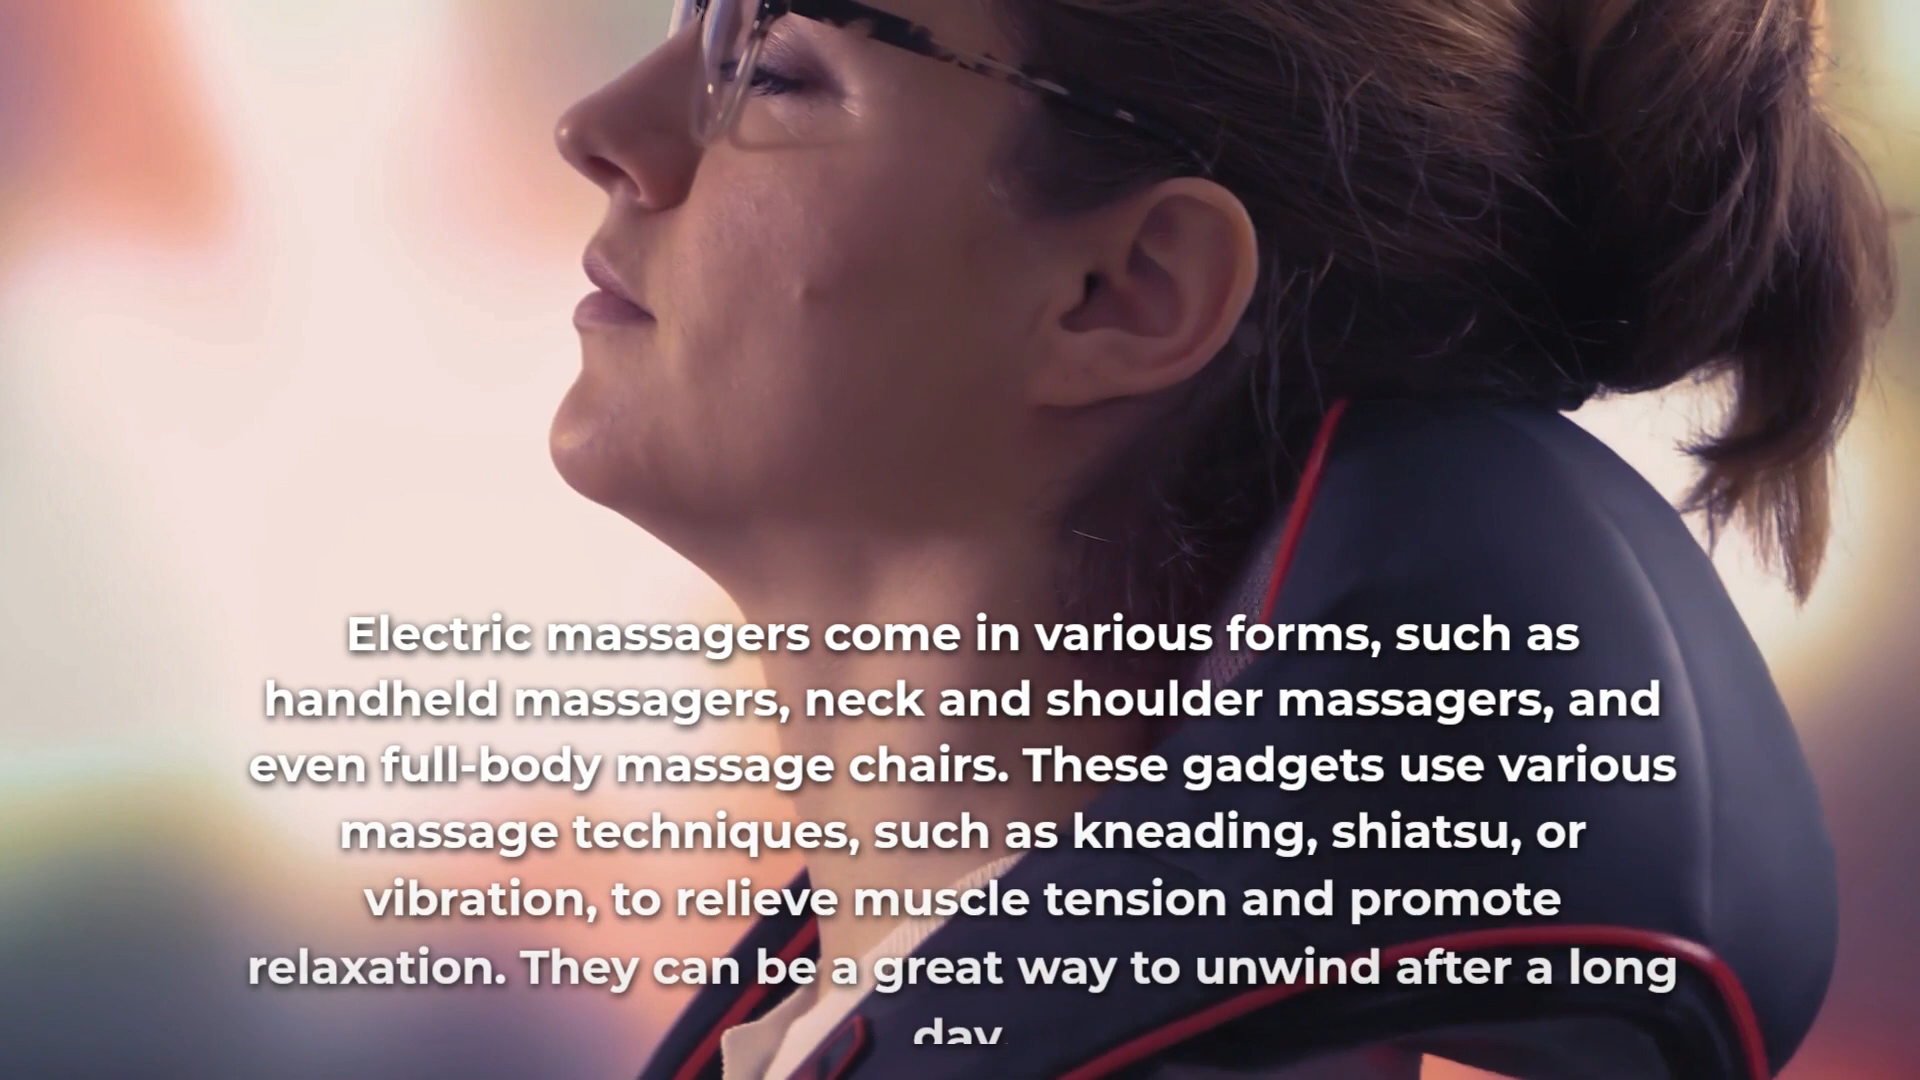 Electric massagers come in various forms, such as
handheld massagers, neck and shoulder massagers, and
even full-body massage chairs. These gadgets use various
massage techniques, such as kneading, shiatsu, or
vibration, to relieve muscle tension and promote
relaxation. They can be a great way to unwind after a long
day.